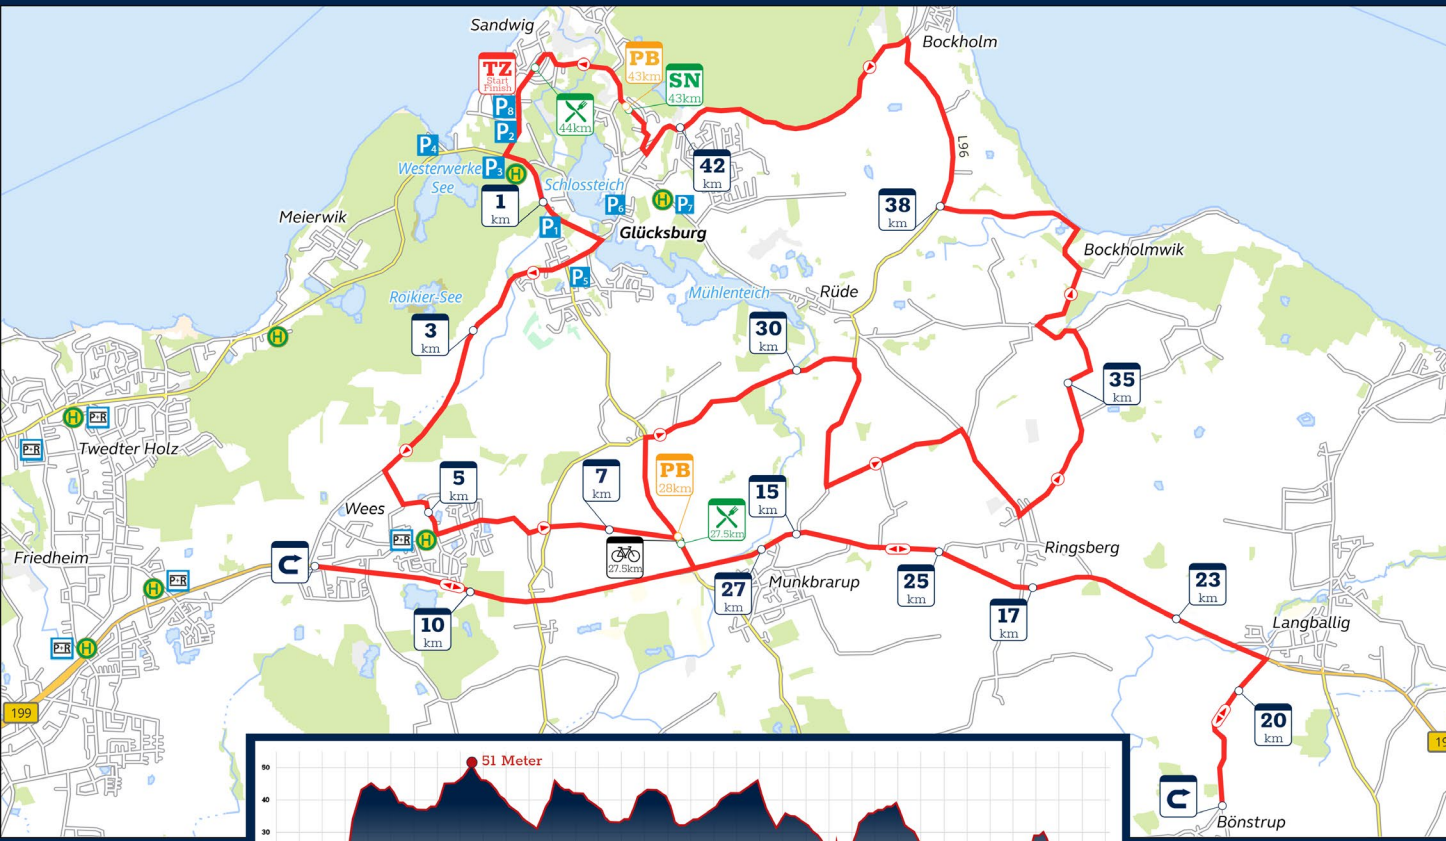 Sandwig
Bockholm
TZ
Start
Finish
PB
43km
SN
43km
44km
P8
P2
P4
P3
H
Westerwerker
See
Schlossteich
L96
42
km
1
km
P6
H
P7
38
km
Meierwik
P1
Glücksburg
Bockholmwik
P5
Roikier-See
Mühlenteich
Rüde
3
km
30
km
H
35
km
H
P+R
P+R
Twedter Holz
PB
28km
5
km
7
km
15
km
Wees
27.5km
P+R
H
27.5km
Friedheim
Ringsberg
H
P+R
Munkbrarup
27
km
25
km
23
km
10
km
17
km
Langballig
P+R
H
199
20
km
19
51 Meter
50
40
30
Bönstrup